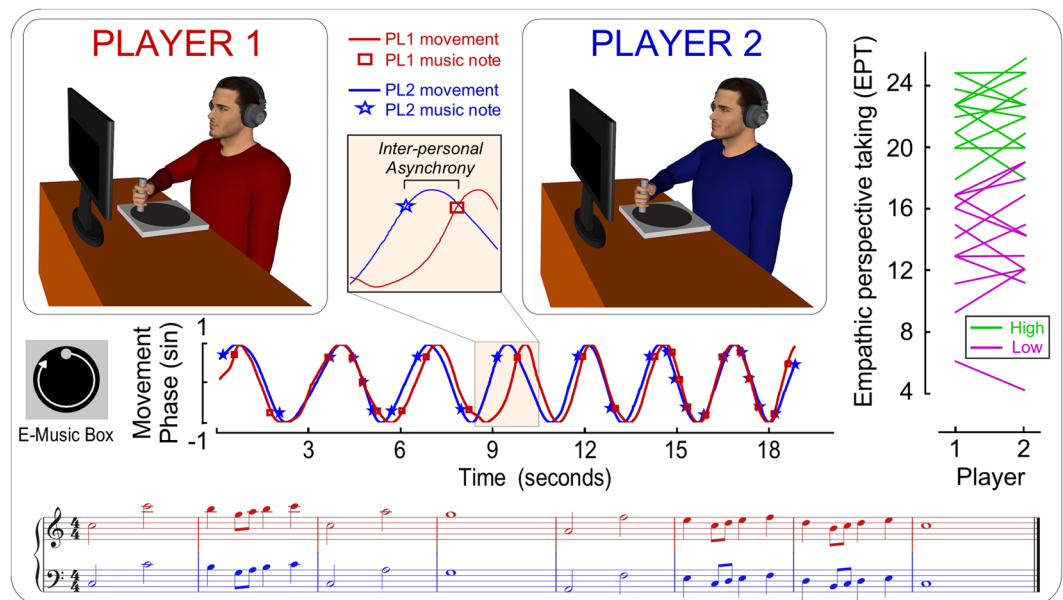 PLAYER 1
PL1 movement
PL1 music note
PL2 movement
PL2 music note
PLAYER 2
Inter-personal
Asynchrony
E-Music Box
Movement
Phase (sin)
1
-1
3
6
9
12
15
18
Time (seconds)
Empathic perspective taking (EPT)
24
20
16
12
8
4
High
Low
1
2
Player
4
4
4
4